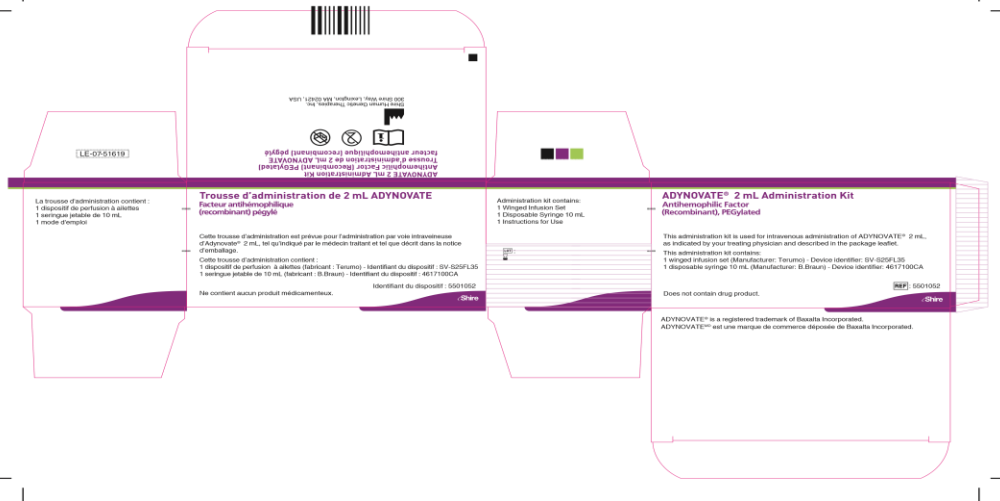 Shire Human Genetic Therapies, Inc.
300 Shire Way, Lexington, MA 02421, USA
ADYNOVATE 2 mL Administration Kit
Antihemophilic Factor (Recombinant) PEGylated
Trousse d'administration de 2 mL ADYNOVATE
facteur antihémophilique (recombinant) pégylé
LE-07-51619
La trousse d'administration contient :
1 dispositif de perfusion à ailettes
1 seringue jetable de 10 mL
1 mode d'emploi
Trousse d'administration de 2 mL ADYNOVATE
Facteur antihémophilique
(recombinant) pégylé
Cette trousse d'administration est prévue pour l'administration par voie intraveineuse
d'Adynovate® 2 mL, tel qu'indiqué par le médecin traitant et tel que décrit dans la notice
d'emballage.
Cette trousse d'administration contient :
1 dispositif de perfusion à ailettes (fabricant : Terumo) - Identifiant du dispositif : SV-S25FL35
1 seringue jetable de 10 mL (fabricant : B.Braun) - Identifiant du dispositif : 4617100CA
Identifiant du dispositif : 5501052
Ne contient aucun produit médicamenteux.
Shire
Administration kit contains:
1 Winged Infusion Set
1 Disposable Syringe 10 mL
1 Instructions for Use
ADYNOVATE® 2 mL Administration Kit
Antihemophilic Factor
(Recombinant), PEGylated
This administration kit is used for intravenous administration of ADYNOVATE® 2 mL,
as indicated by your treating physician and described in the package leaflet.
This administration kit contains:
1 winged infusion set (Manufacturer: Terumo) - Device identifier: SV-S25FL35
1 disposable syringe 10 mL (Manufacturer: B.Braun) - Device identifier: 4617100CA
REF : 5501052
Does not contain drug product.
Shire
ADYNOVATE® is a registered trademark of Baxalta Incorporated.
ADYNOVATEᴹᴰ est une marque de commerce déposée de Baxalta Incorporated.